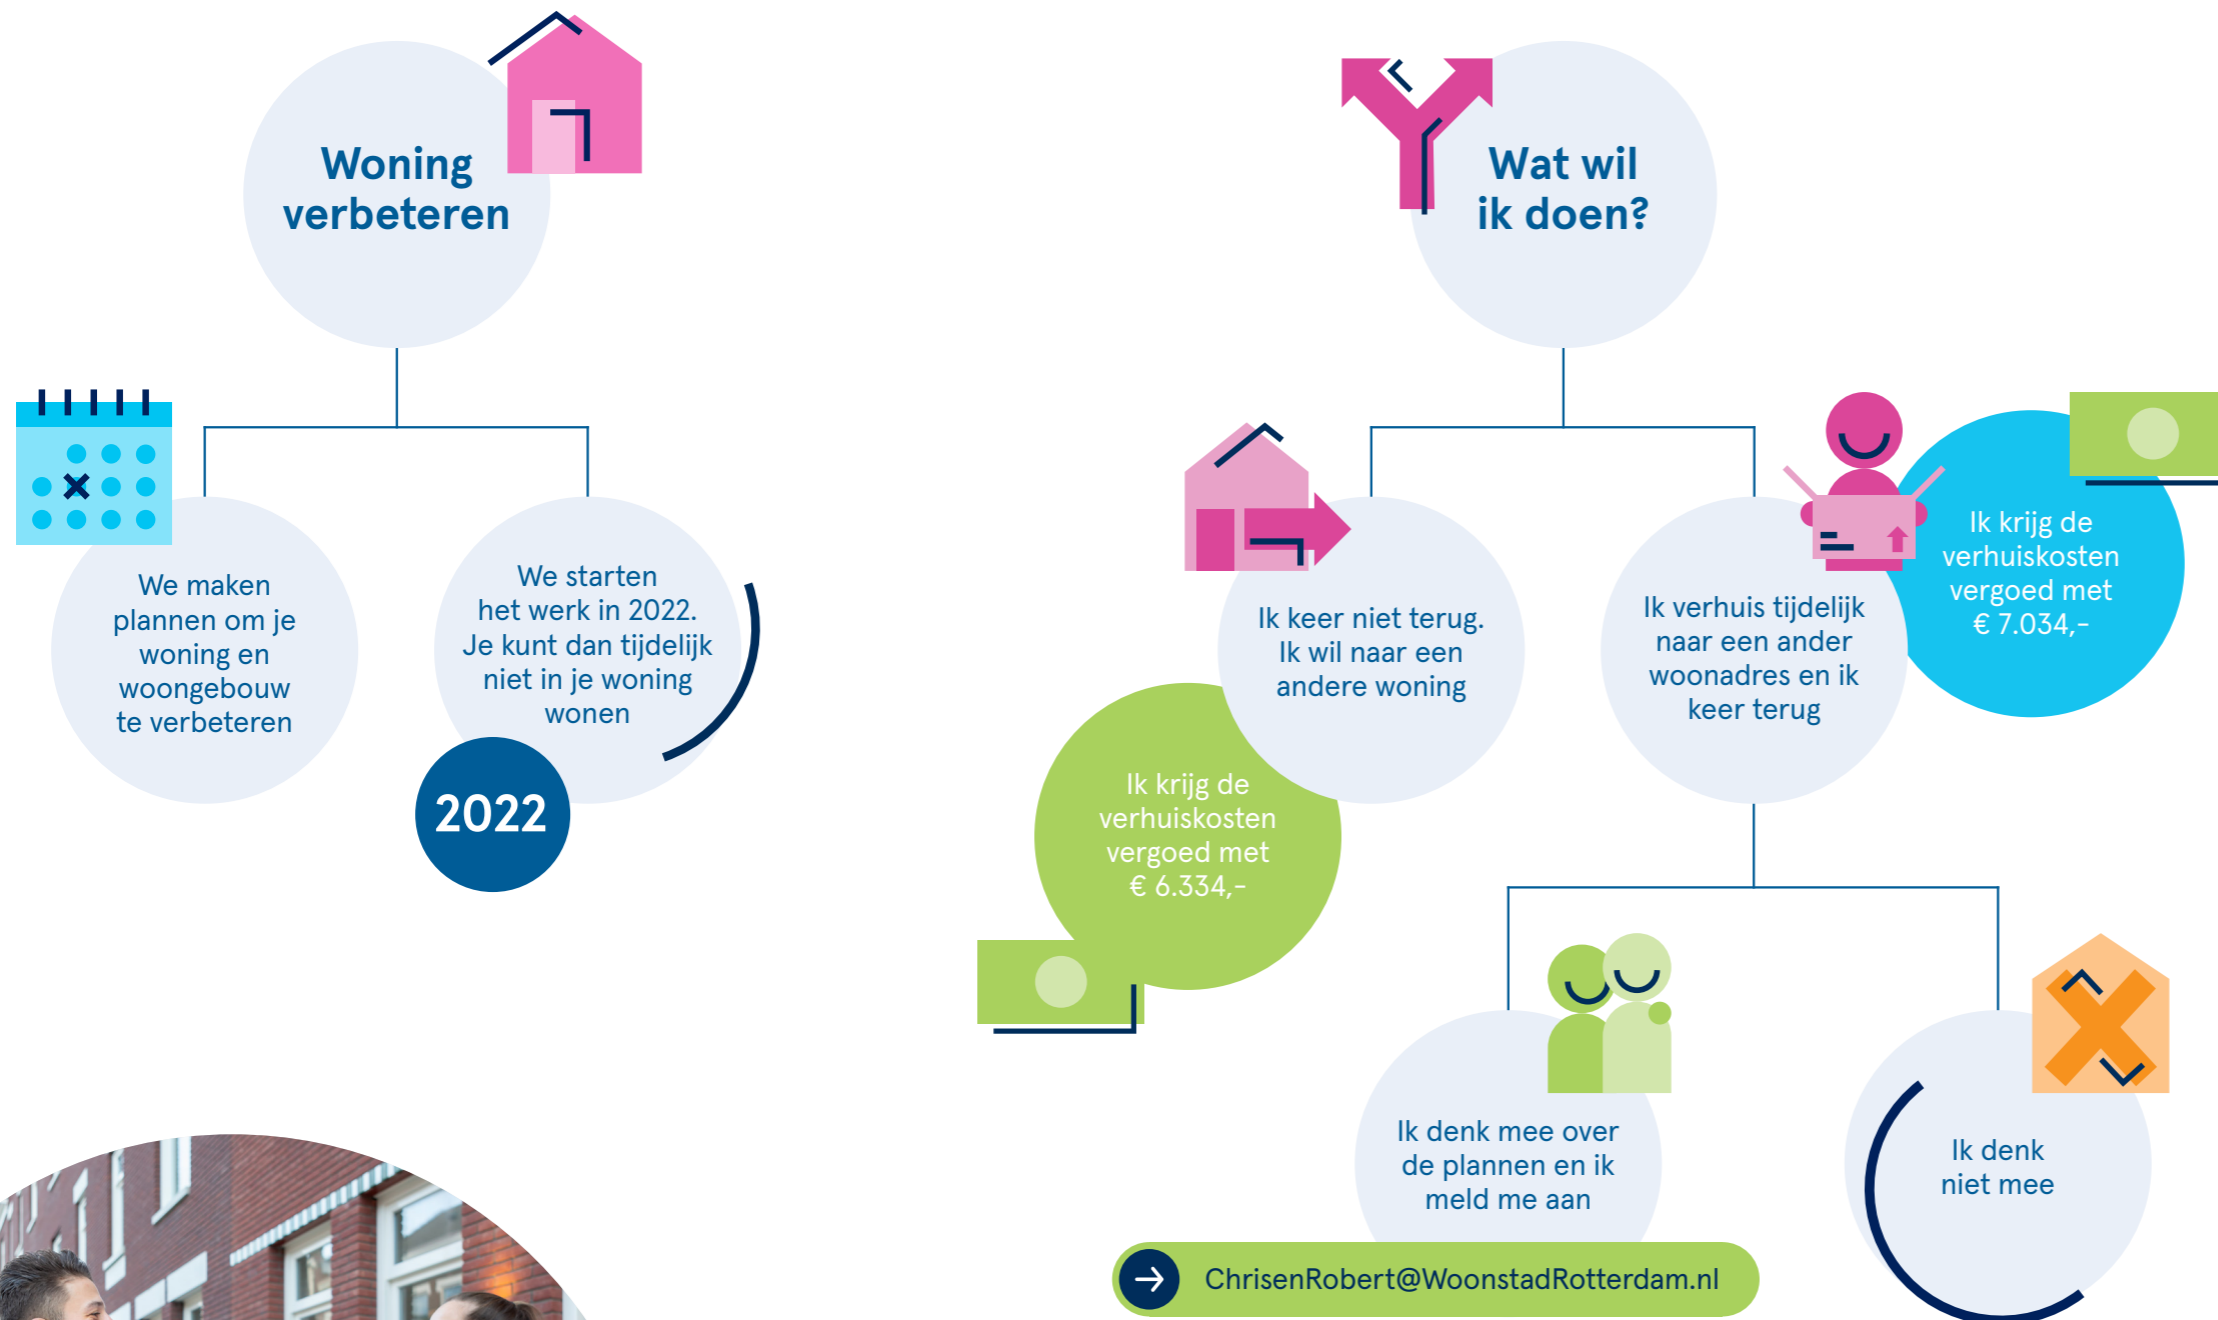 Woning
verbeteren
We maken
plannen om je
woning en
woongebouw
te verbeteren
We starten
het werk in 2022.
Je kunt dan tijdelijk
niet in je woning
wonen
2022
Wat wil
ik doen?
Ik keer niet terug.
Ik wil naar een
andere woning
Ik krijg de
verhuiskosten
vergoed met
€ 6.334,-
Ik verhuis tijdelijk
naar een ander
woonadres en ik
keer terug
Ik krijg de
verhuiskosten
vergoed met
€ 7.034,-
Ik denk mee over
de plannen en ik
meld me aan
ChrisenRobert@WoonstadRotterdam.nl
Ik denk
niet mee